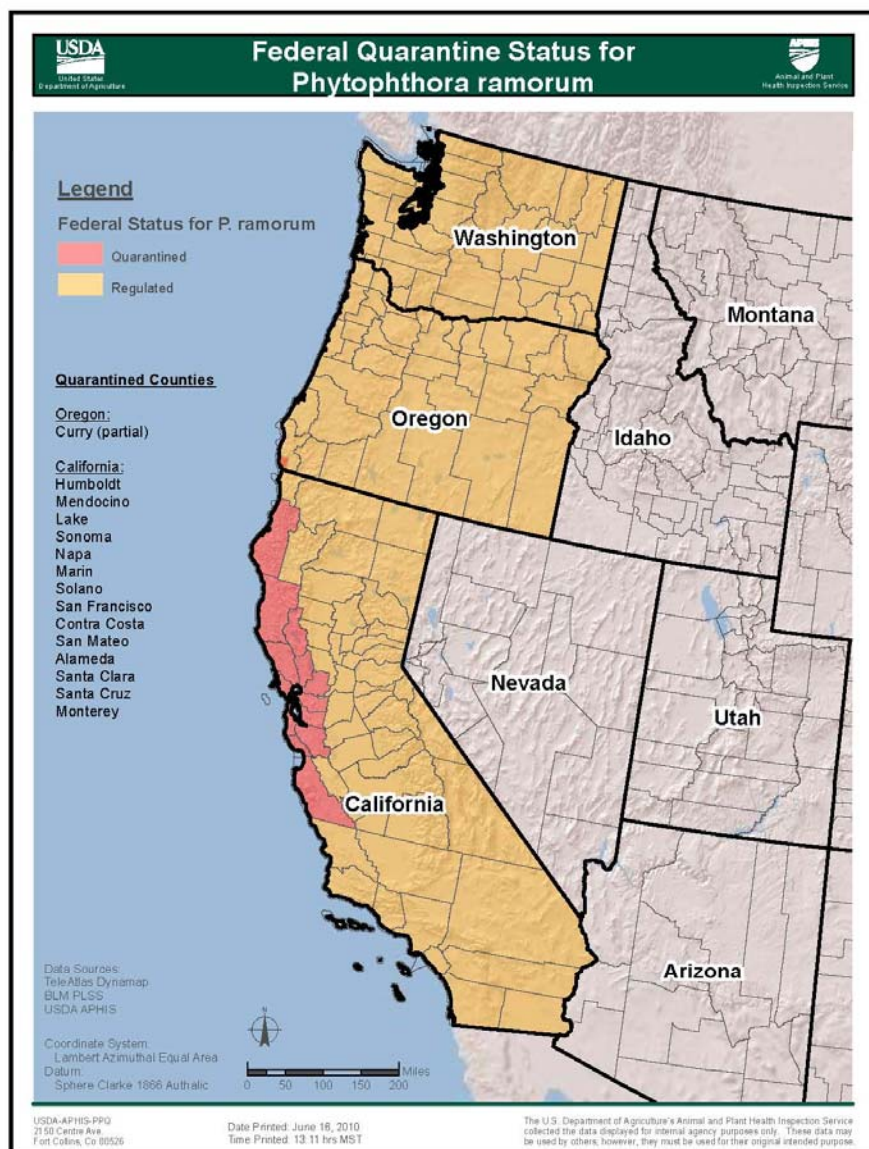 USDA
United States
Department of Agriculture
Federal Quarantine Status for
Phytophthora ramorum
APHIS
Animal and Plant
Health Inspection Service
Legend
Federal Status for P. ramorum
Quarantined
Regulated
Quarantined Counties
Oregon:
Curry (partial)
California:
Humboldt
Mendocino
Lake
Sonoma
Napa
Marin
Solano
San Francisco
Contra Costa
San Mateo
Alameda
Santa Clara
Santa Cruz
Monterey
Washington
Montana
Oregon
Idaho
Nevada
Utah
California
Arizona
Data Sources:
TeleAtlas Dynamap
BLM PLSS
USDA APHIS
Coordinate System:
Lambert Azimuthal Equal Area
Datum:
Sphere Clarke 1866 Authalic
N
Miles
0 50 100 150 200
USDA-APHIS-PPQ
2150 Centre Ave.
Fort Collins, Co 80526
Date Printed: June 16, 2010
Time Printed: 13:11 hrs MST
The U.S. Department of Agriculture's Animal and Plant Health Inspection Service
collected the data displayed for internal agency purposes only. These data may
be used by others; however, they must be used for their original intended purpose.